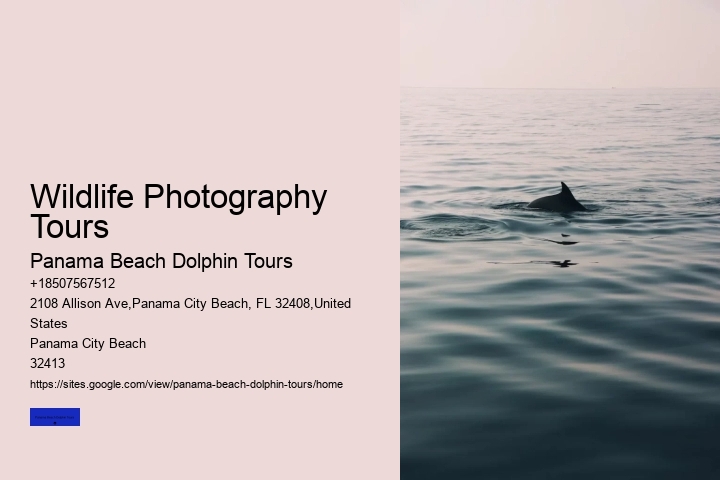 Wildlife Photography
Tours
Panama Beach Dolphin Tours
+18507567512
2108 Allison Ave,Panama City Beach, FL 32408,United
States
Panama City Beach
32413
https://sites.google.com/view/panama-beach-dolphin-tours/home